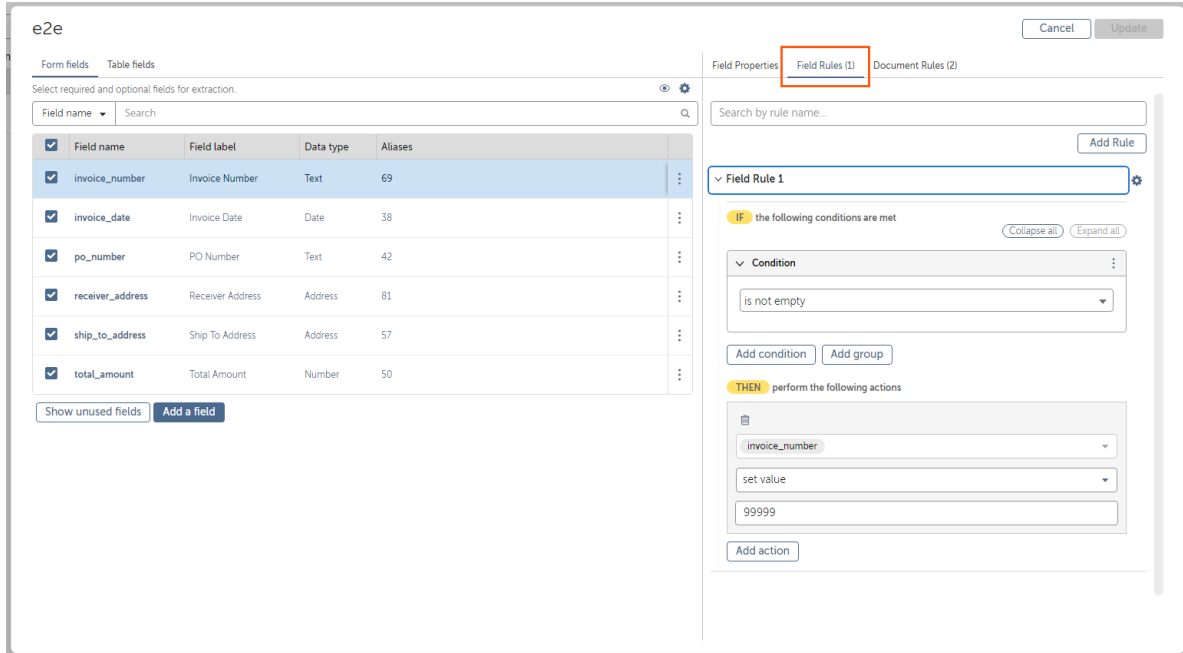 e2e
Cancel
Update
Form fields
Table fields
Select required and optional fields for extraction.
Field name
Search
Field name
Field label
Data type
Aliases
invoice_number
Invoice Number
Text
69
invoice_date
Invoice Date
Date
38
po_number
PO Number
Text
42
receiver_address
Receiver Address
Address
81
ship_to_address
Ship To Address
Address
57
total_amount
Total Amount
Number
50
Show unused fields
Add a field
Field Properties
Field Rules (1)
Document Rules (2)
Search by rule name...
Add Rule
Field Rule 1
IF the following conditions are met
Collapse all
Expand all
Condition
is not empty
Add condition
Add group
THEN perform the following actions
invoice_number
set value
99999
Add action